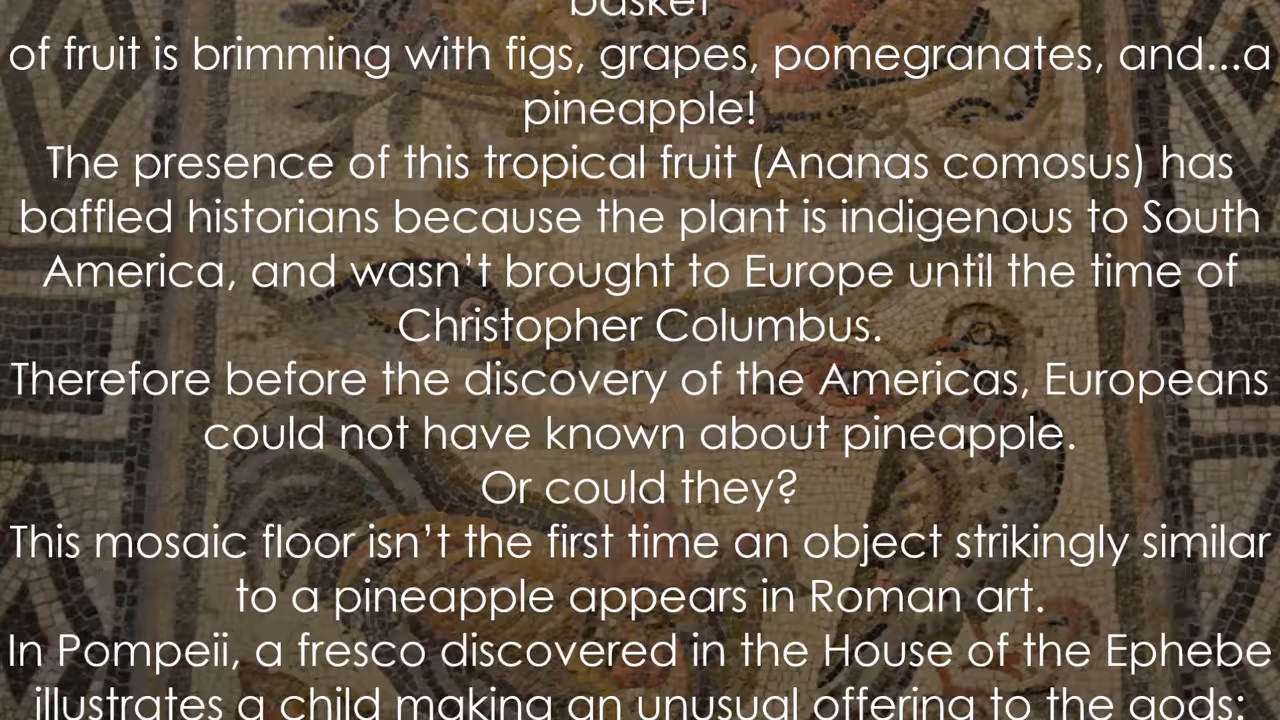 basket
of fruit is brimming with figs, grapes, pomegranates, and...a
pineapple!
The presence of this tropical fruit (Ananas comosus) has
baffled historians because the plant is indigenous to South
America, and wasn’t brought to Europe until the time of
Christopher Columbus.
Therefore before the discovery of the Americas, Europeans
could not have known about pineapple.
Or could they?
This mosaic floor isn’t the first time an object strikingly similar
to a pineapple appears in Roman art.
In Pompeii, a fresco discovered in the House of the Ephebe
illustrates a child making an unusual offering to the gods: